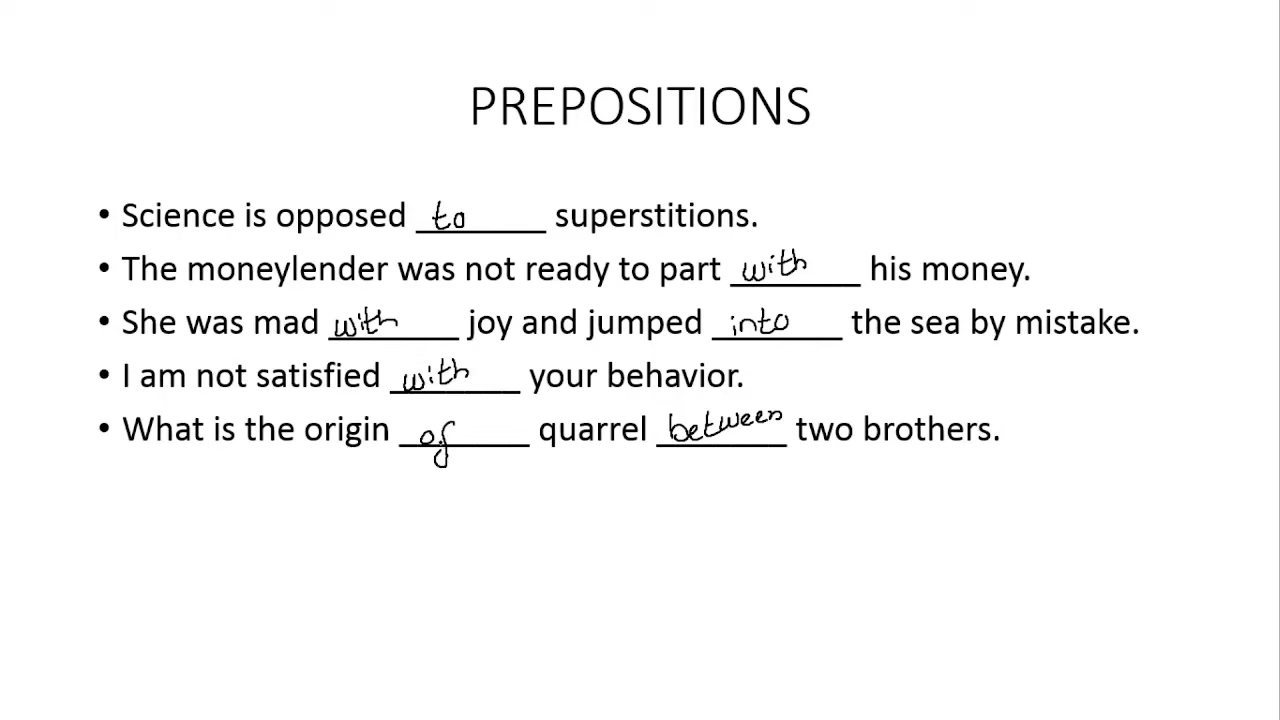 PREPOSITIONS
• Science is opposed to superstitions.
• The moneylender was not ready to part with his money.
• She was mad with joy and jumped into the sea by mistake.
• I am not satisfied with your behavior.
• What is the origin of quarrel between two brothers.